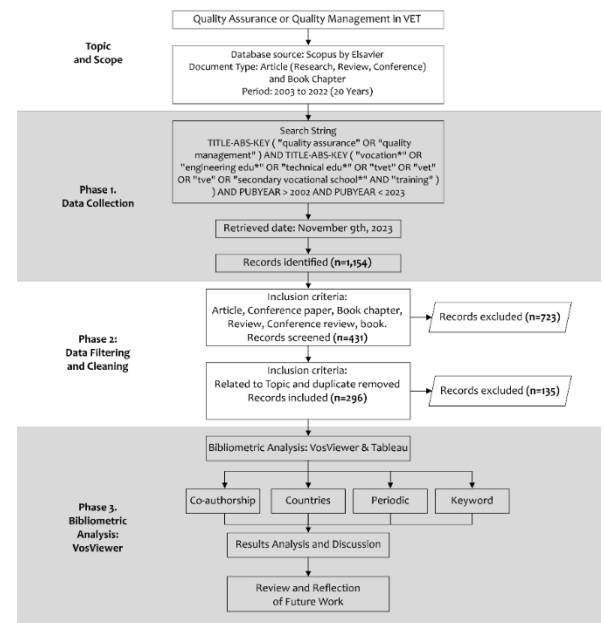 Quality Assurance or Quality Management in VET
Topic
and Scope
Database source: Scopus by Elsavier
Document Type: Article (Research, Review, Conference)
and Book Chapter
Period: 2003 to 2022 (20 Years)
Phase 1.
Data Collection
Search String
TITLE-ABS-KEY ( "quality assurance" OR "quality
management" ) AND TITLE-ABS-KEY ( "vocation*" OR
"engineering edu*" OR "technical edu*" OR "tvet" OR "vet"
OR "tve" OR "secondary vocational school*" AND "training" )
) AND PUBYEAR > 2002 AND PUBYEAR < 2023
Retrieved date: November 9th, 2023
Records identified (n=1,154)
Phase 2:
Data Filtering
and Cleaning
Inclusion criteria:
Article, Conference paper, Book chapter,
Review, Conference review, book.
Records screened (n=431)
Records excluded (n=723)
Inclusion criteria:
Related to Topic and duplicate removed
Records included (n=296)
Records excluded (n=135)
Phase 3.
Bibliometric
Analysis:
VosViewer
Bibliometric Analysis: VosViewer & Tableau
Co-authorship
Countries
Periodic
Keyword
Results Analysis and Discussion
Review and Reflection
of Future Work